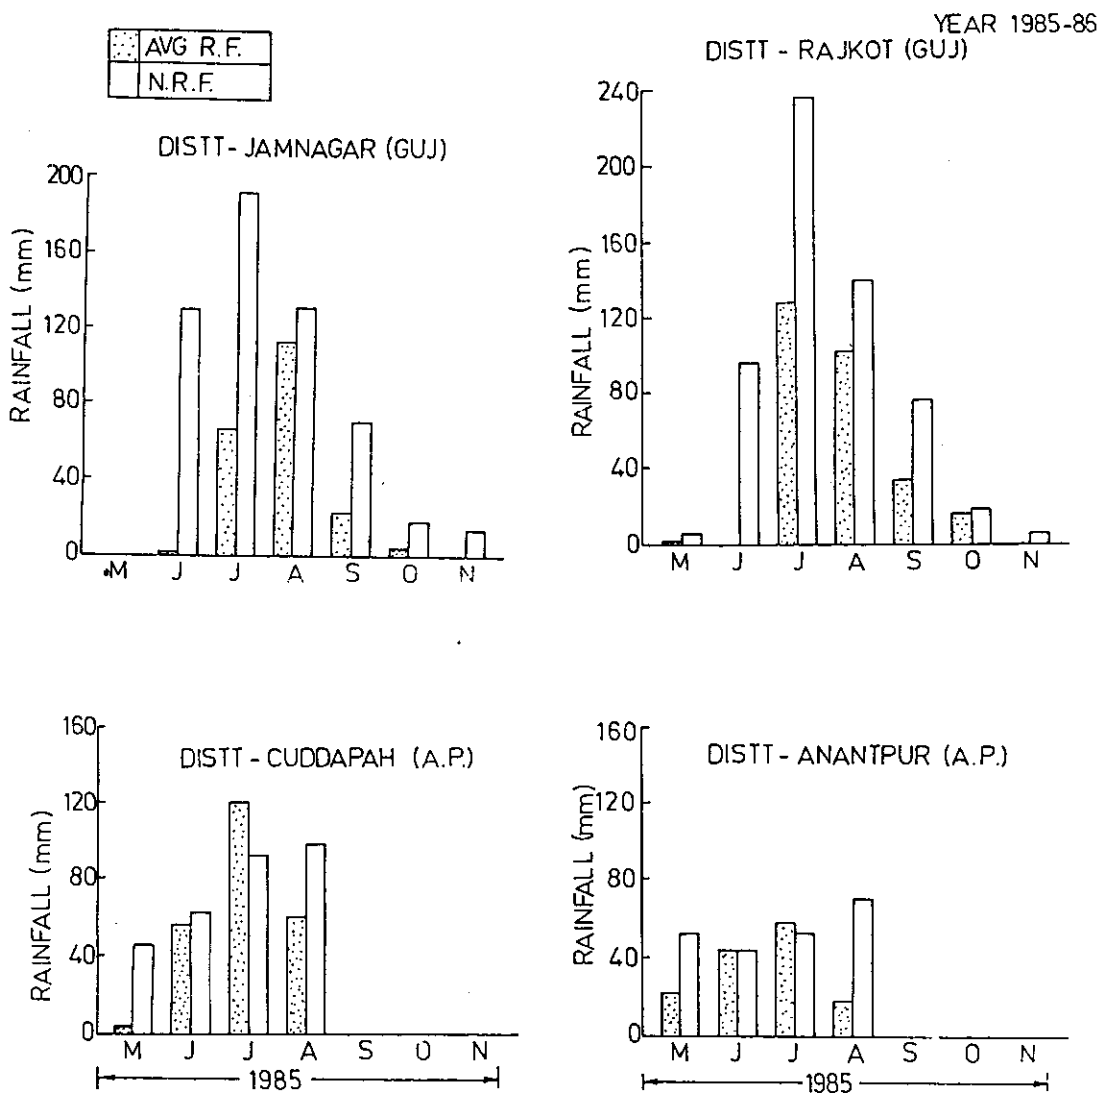 YEAR 1985-86
AVG R.F.
N.R.F.
DISTT - JAMNAGAR (GUJ)
RAINFALL (mm)
200
160
120
80
40
0
M J J A S O N
DISTT - RAJKOT (GUJ)
RAINFALL (mm)
240
200
160
120
80
40
0
M J J A S O N
DISTT - CUDDAPAH (A.P.)
RAINFALL (mm)
160
120
80
40
0
M J J A S O N
1985
DISTT - ANANTPUR (A.P.)
RAINFALL (mm)
160
120
80
40
0
M J J A S O N
1985